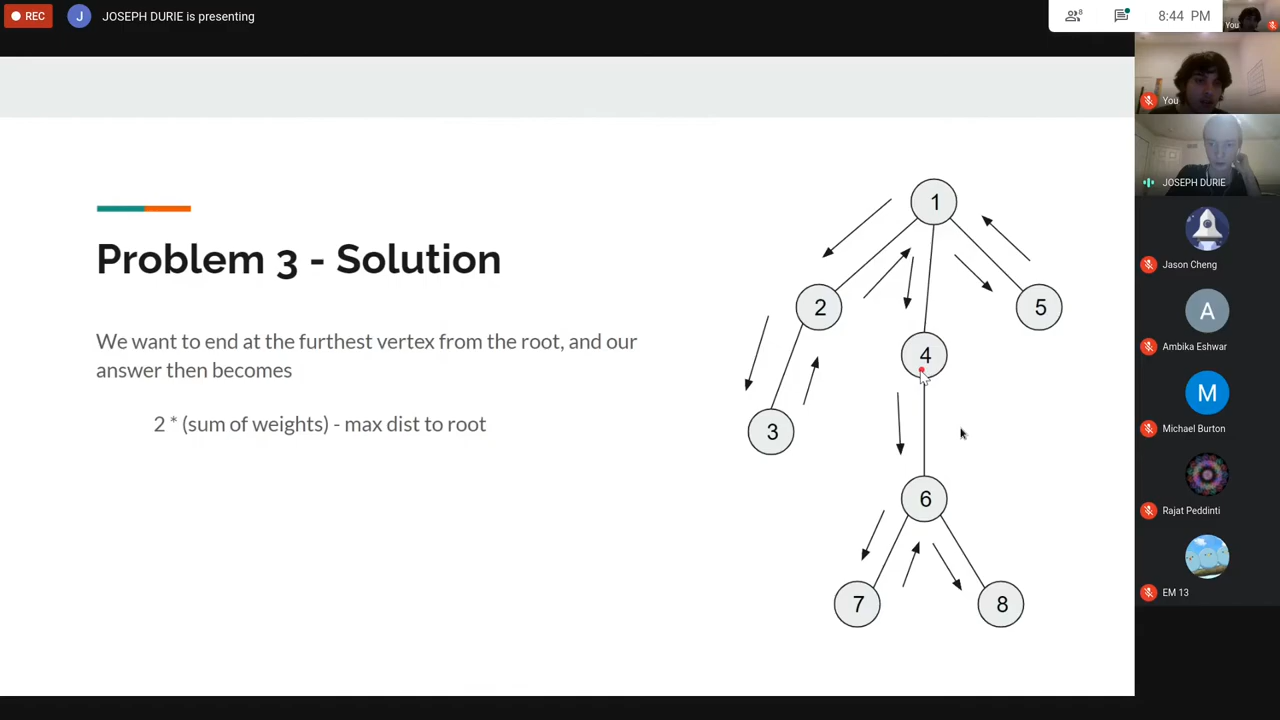 REC
J
JOSEPH DURIE is presenting
8
8:44 PM
You
You
JOSEPH DURIE
Jason Cheng
A
Ambika Eshwar
M
Michael Burton
Rajat Peddinti
EM 13
Problem 3 - Solution
We want to end at the furthest vertex from the root, and our
answer then becomes
2 * (sum of weights) - max dist to root
1
2
5
4
3
6
7
8